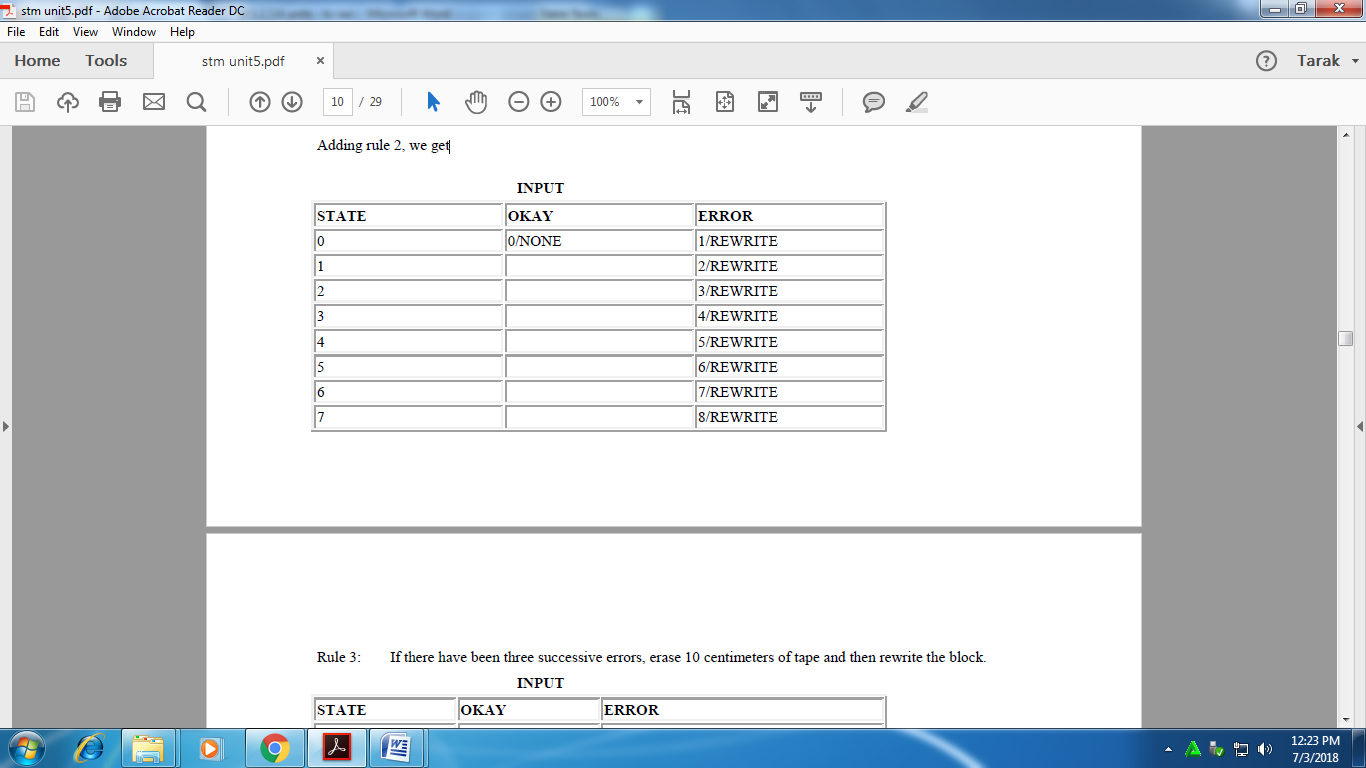 stm unit5.pdf - Adobe Acrobat Reader DC
File Edit View Window Help
Home Tools stm unit5.pdf × ? Tarak
10 / 29 100%
Adding rule 2, we get
INPUT
STATE OKAY ERROR
0 0/NONE 1/REWRITE
1 2/REWRITE
2 3/REWRITE
3 4/REWRITE
4 5/REWRITE
5 6/REWRITE
6 7/REWRITE
7 8/REWRITE
Rule 3: If there have been three successive errors, erase 10 centimeters of tape and then rewrite the block.
INPUT
STATE OKAY ERROR
12:23 PM
7/3/2018